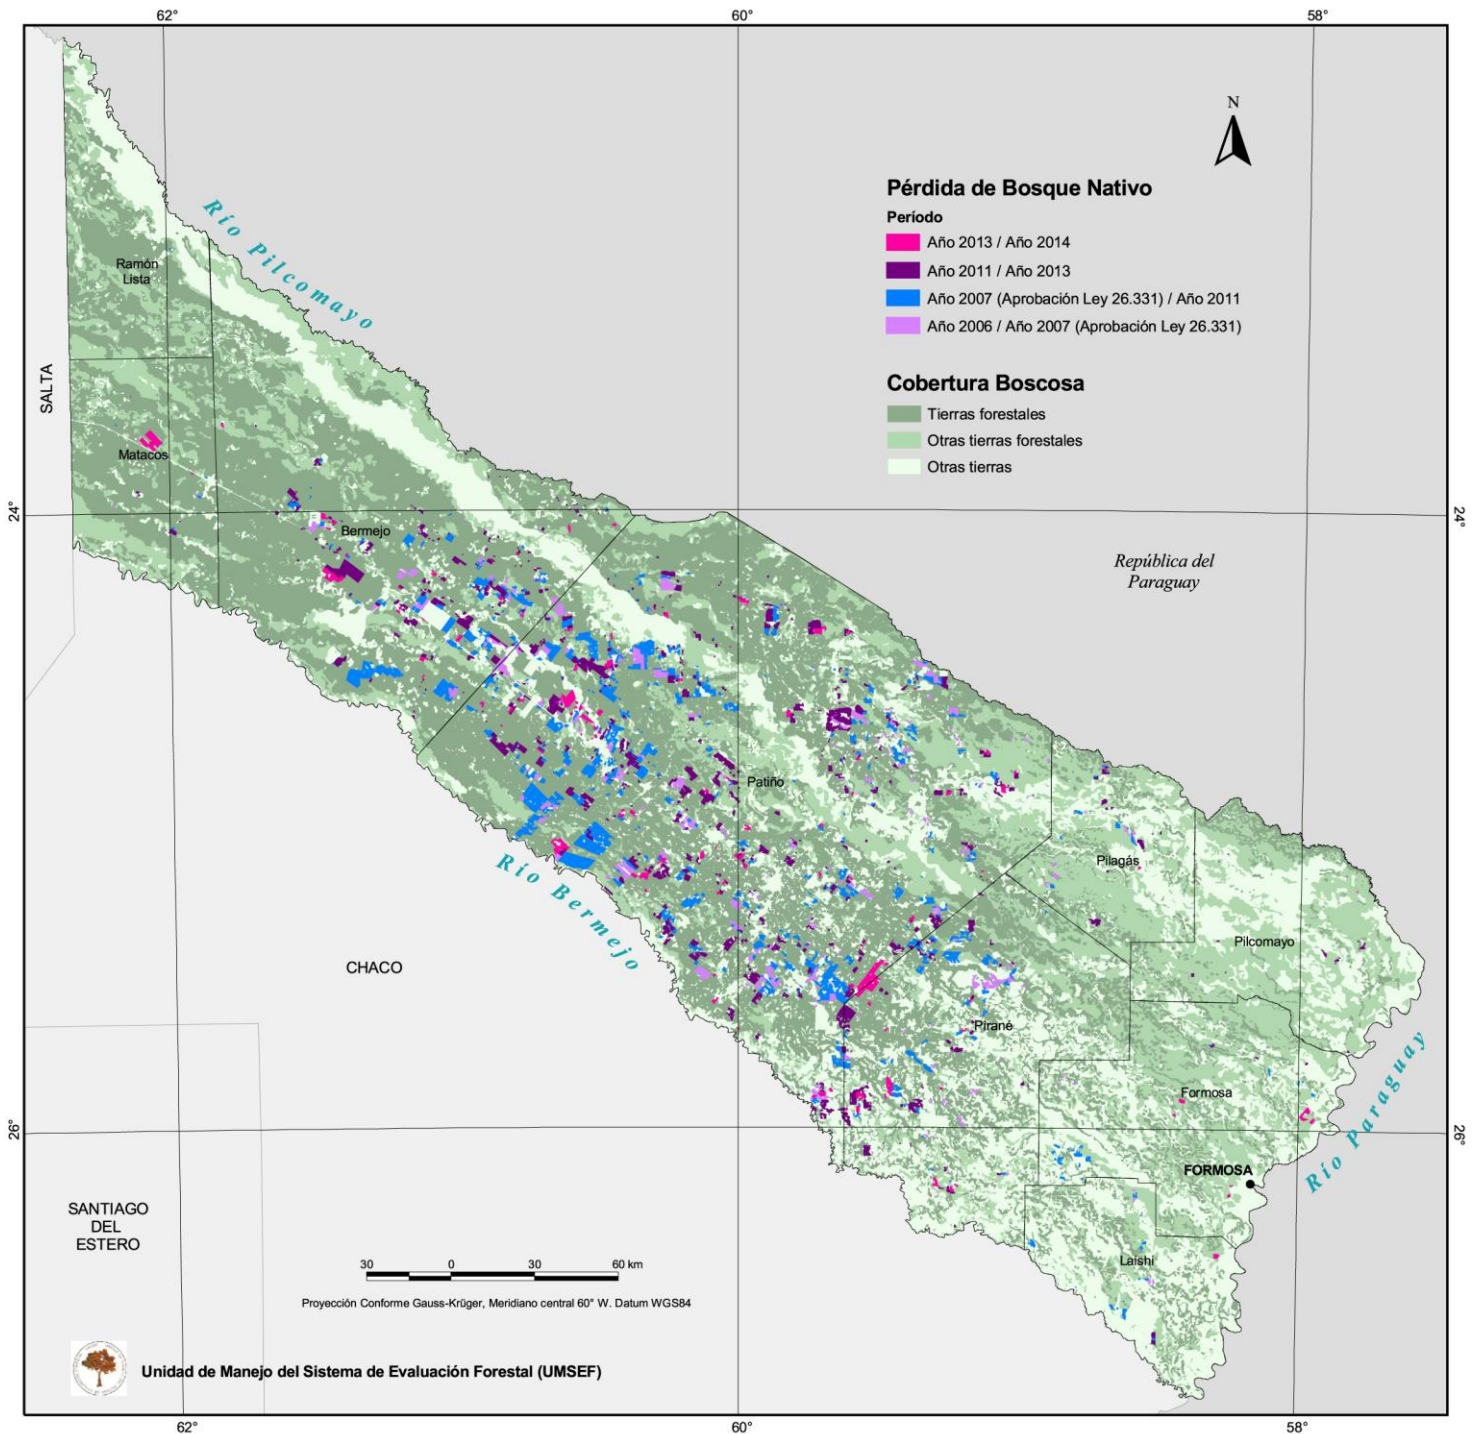 62°
60°
58°
N
Pérdida de Bosque Nativo
Período
Año 2013 / Año 2014
Año 2011 / Año 2013
Año 2007 (Aprobación Ley 26.331) / Año 2011
Año 2006 / Año 2007 (Aprobación Ley 26.331)
Cobertura Boscosa
Tierras forestales
Otras tierras forestales
Otras tierras
Río Pilcomayo
Ramón
Lista
SALTA
Matacos
24°
24°
Bermejo
República del
Paraguay
Patiño
Pilagás
Río Bermejo
Pilcomayo
CHACO
Pirané
Formosa
Río Paraguay
26°
26°
FORMOSA
SANTIAGO
DEL
ESTERO
Laishi
30 0 30 60 km
Proyección Conforme Gauss-Krüger, Meridiano central 60° W. Datum WGS84
Unidad de Manejo del Sistema de Evaluación Forestal (UMSEF)
62°
60°
58°